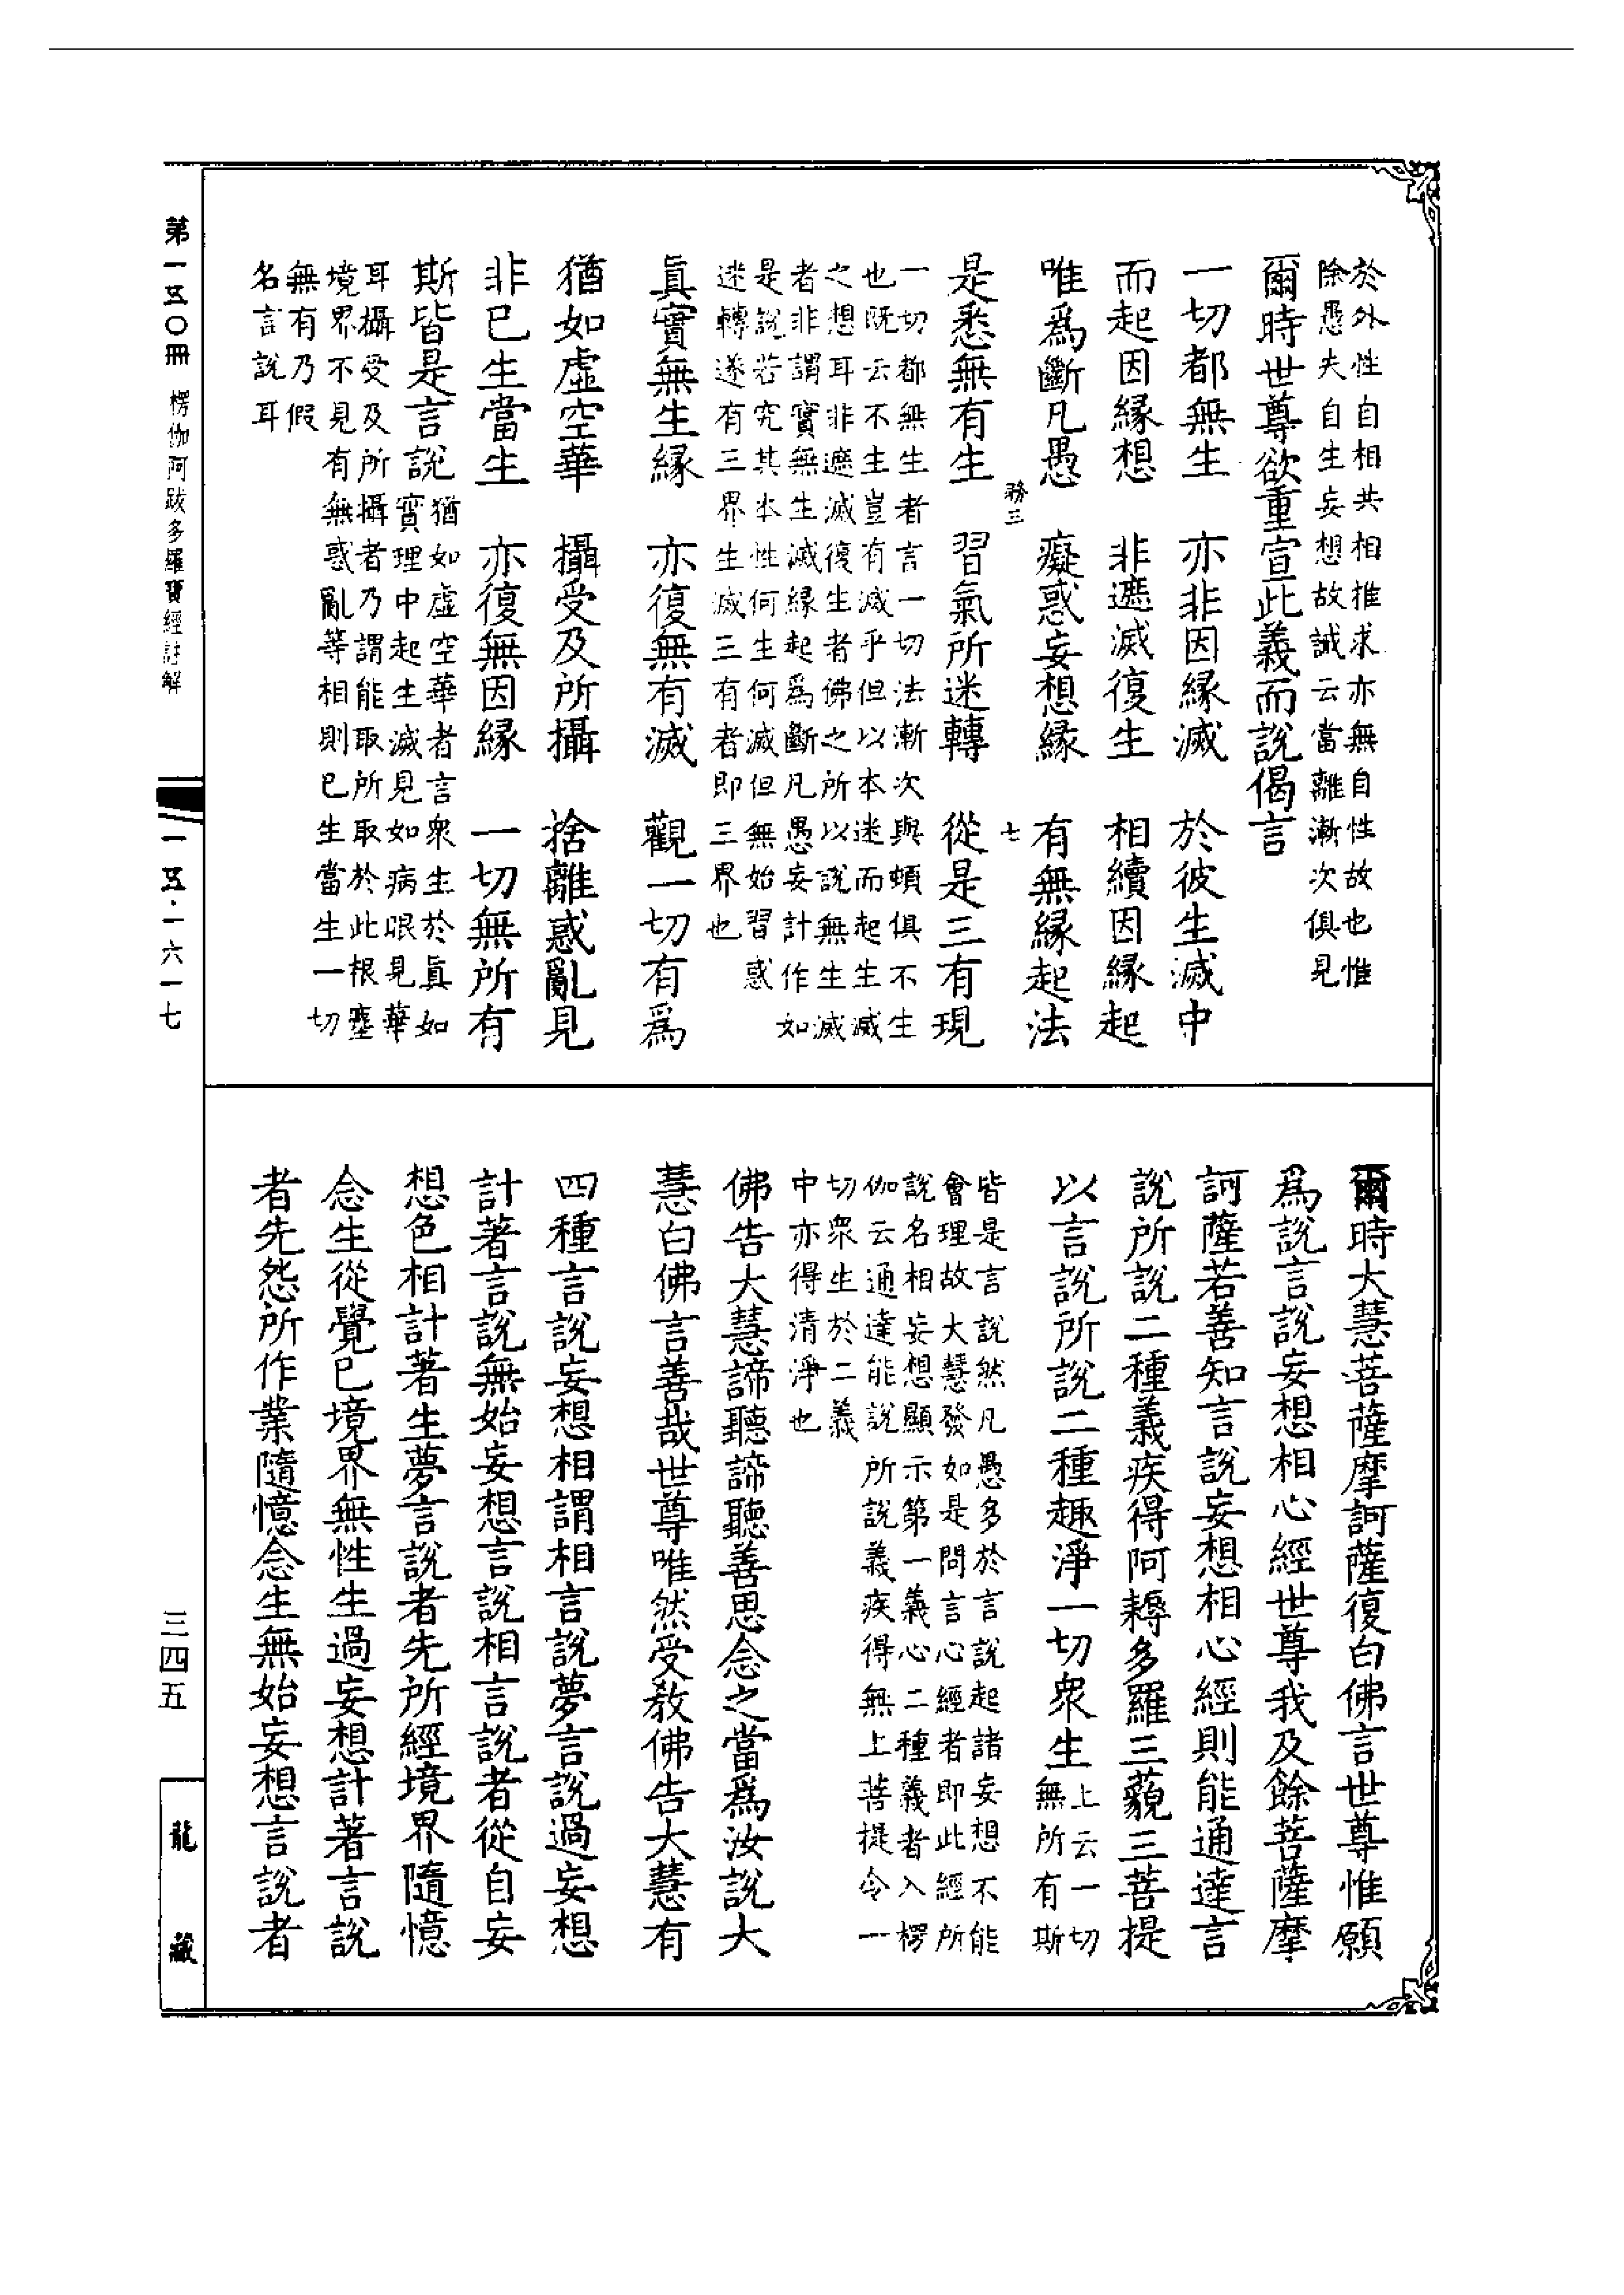 於外性自相共相推求亦無自性故也惟
除愚夫自生妄想故誡云當離漸次俱見
爾時世尊欲重宣此義而說偈言
一切都無生　亦非因緣滅　於彼生滅中
而起因緣想　非遮滅復生　相續因緣起
唯爲斷凡愚　癡惑妄想緣　有無緣起法
務三　七
是悉無有生　習氣所迷轉　從是三有現
一切都無生者言一切法漸次與頓俱不生
也既云不生豈有滅乎但以本迷而起生滅
之想耳非遮滅復生者佛之所以說無生滅
者非謂實無生滅緣起爲斷凡愚妄計作如
是說若究其本性何生何滅但無始習惑
迷轉遂有三界生滅三有者即三界也
眞實無生緣　亦復無有滅　觀一切有爲
猶如虛空華　攝受及所攝　捨離惑亂見
非已生當生　亦復無因緣　一切無所有
斯皆是言說
猶如虛空華者言衆生於眞如
實理中起生滅見如病眼見華
耳攝受及所攝者乃謂能取所取於此根塵
境界不見有無惑亂等相則已生當生一切
無有乃假
名言說耳
爾時大慧菩薩摩訶薩復白佛言世尊惟願
爲說言說妄想相心經世尊我及餘菩薩摩
訶薩若善知言說妄想相心經則能通達言
說所說二種義疾得阿耨多羅三藐三菩提
以言說所說二種趣淨一切衆生
上云一切
無所有斯
皆是言說然凡愚多於言說起諸妄想不能
會理故大慧發如是問言心經者即此經所
說名相妄想顯示第一義心二種義者入楞
伽云通達能說所說義疾得無上菩提令一
切衆生於二義
中亦得清淨也
佛告大慧諦聽諦聽善思念之當爲汝說大
慧白佛言善哉世尊唯然受教佛告大慧有
四種言說妄想相謂相言說夢言說過妄想
計著言說無始妄想言說相言說者從自妄
想色相計著生夢言說者先所經境界隨憶
念生從覺已境界無性生過妄想計著言說
者先怨所作業隨憶念生無始妄想言說者
第一五〇冊　楞伽阿跋多羅寶經註解
一五·一六一七
三四五
龍藏